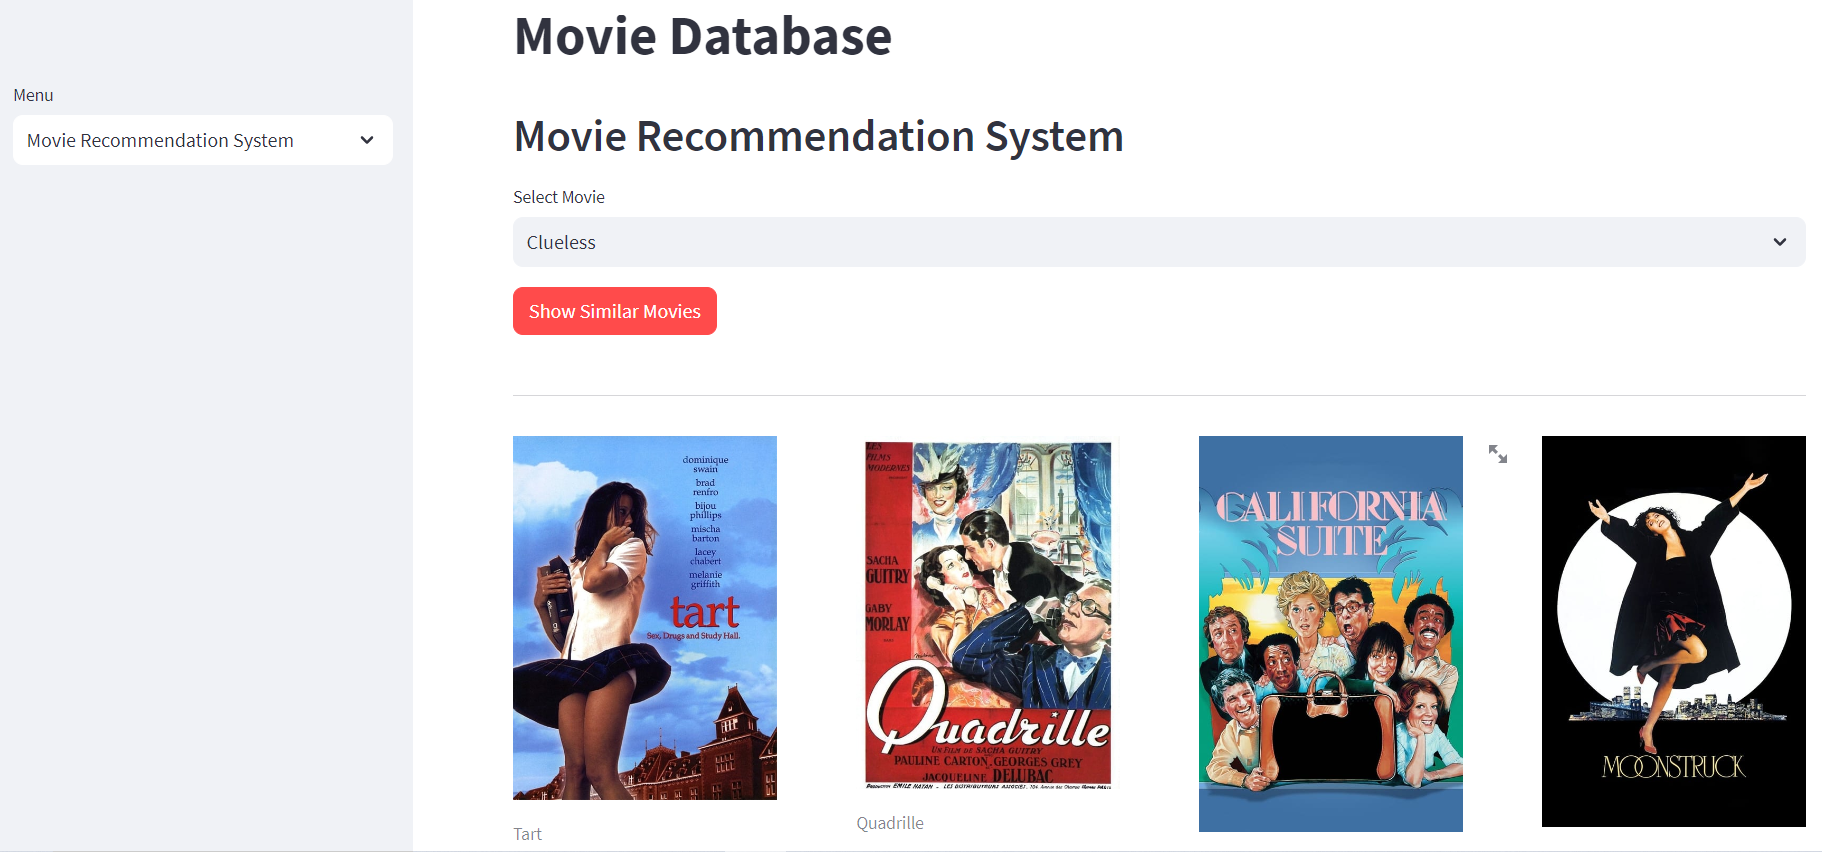 Movie Database
Menu
Movie Recommendation System
Movie Recommendation System
Select Movie
Clueless
Show Similar Movies
dominique
swain
brad
renfro
bijou
phillips
mischa
barton
lacey
chabert
melanie
griffith
tart
Sex, Drugs and Study Hall.
Tart
LES
FILMS
MODERNES
SACHA
GUITRY
GABY
MORLAY
Quadrille
UN FILM DE SACHA GUITRY
PAULINE CARTON. GEORGES GREY
JACQUELINE DELUBAC
Quadrille
CALIFORNIA
SUITE
MOONSTRUCK